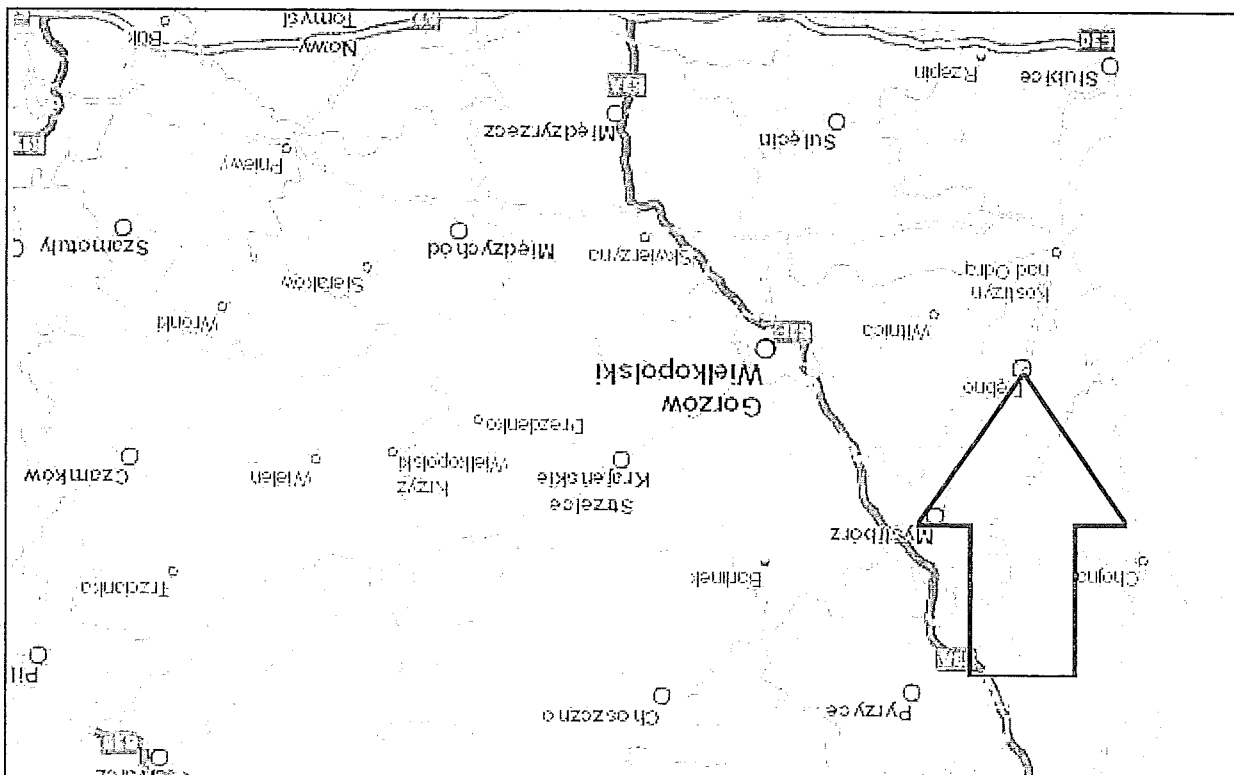 Pyrzyce
Choszczno
Pił
Chojna
Barlinek
Trzcianka
Myślibórz
Strzelce
Krajeńskie
Krzyż
Wielkopolski
Wieleń
Czarnków
Drezdenko
Gorzów
Wielkopolski
Dębno
Witnica
Wronki
Kostrzyn
nad Odrą
Sieraków
Skwierzyna
Międzychód
Szamotuły
Pniewy
Sulęcin
Międzyrzecz
Słubice
Rzepin
Nowy
Tomyśl
Buk